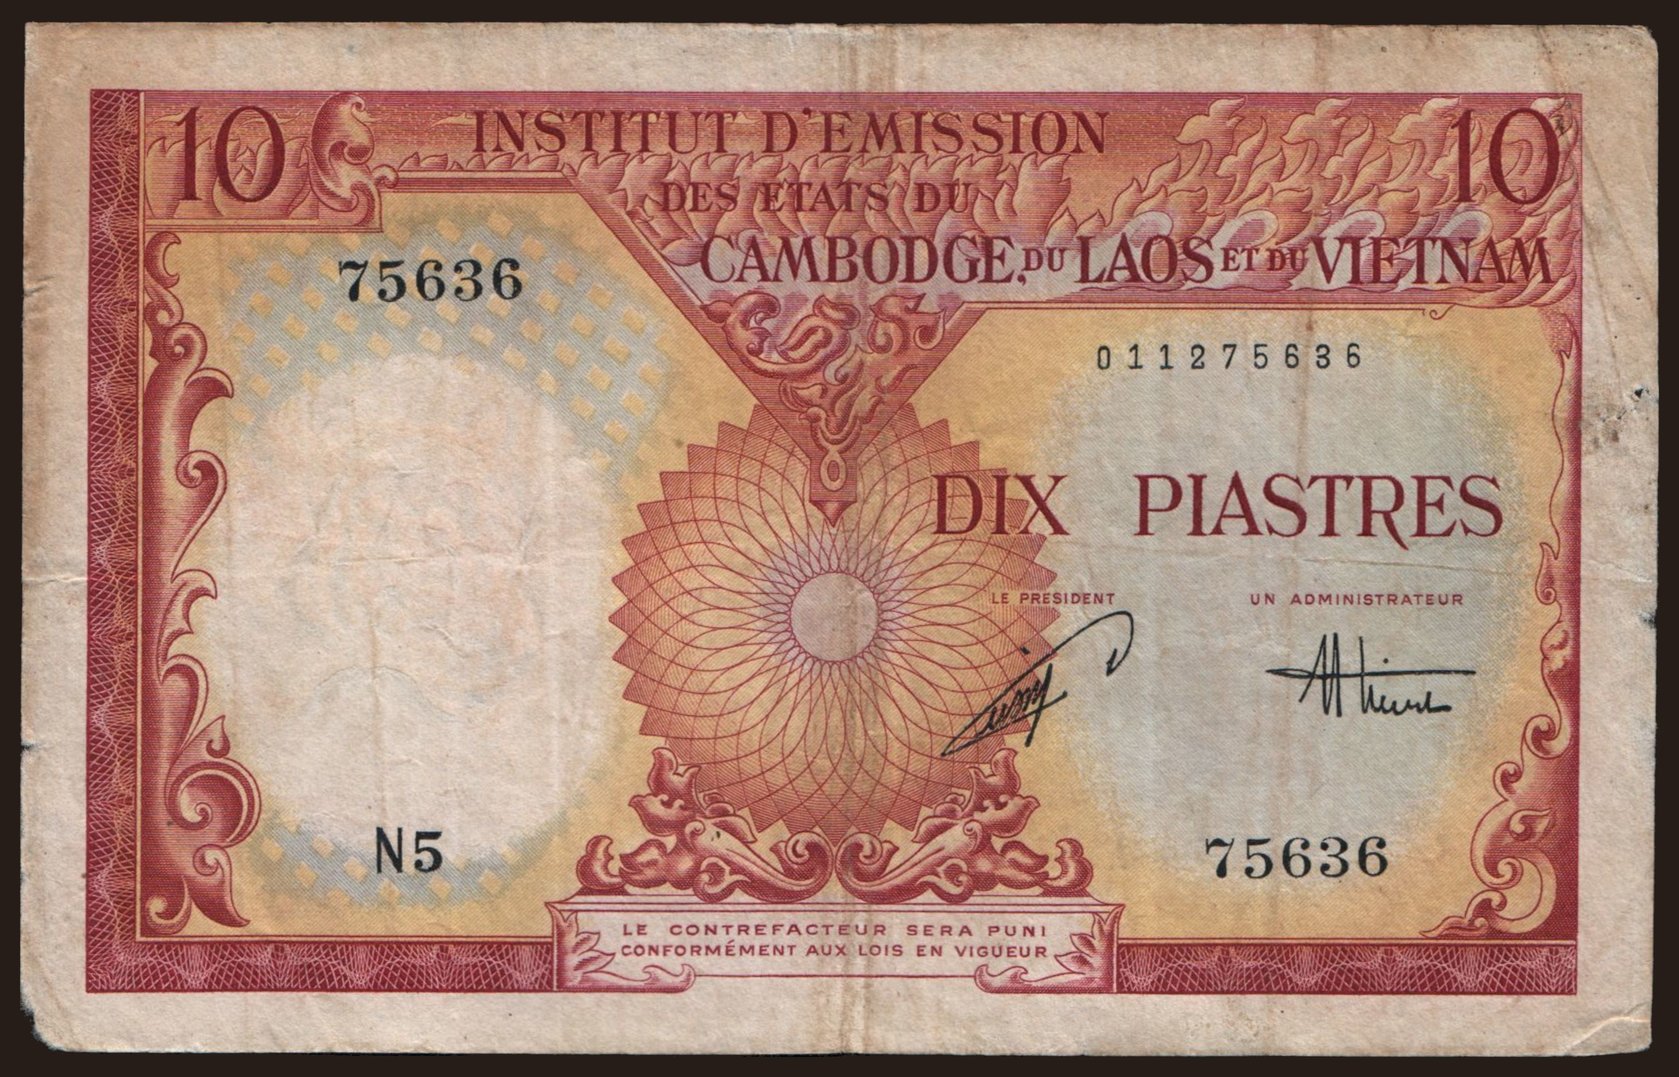 10 INSTITUT D'EMISSION 10
DES ETATS DU
CAMBODGE, DU LAOS ET DU VIETNAM
75636
011275636
DIX PIASTRES
LE PRESIDENT UN ADMINISTRATEUR
N5 75636
LE CONTREFACTEUR SERA PUNI
CONFORMÉMENT AUX LOIS EN VIGUEUR